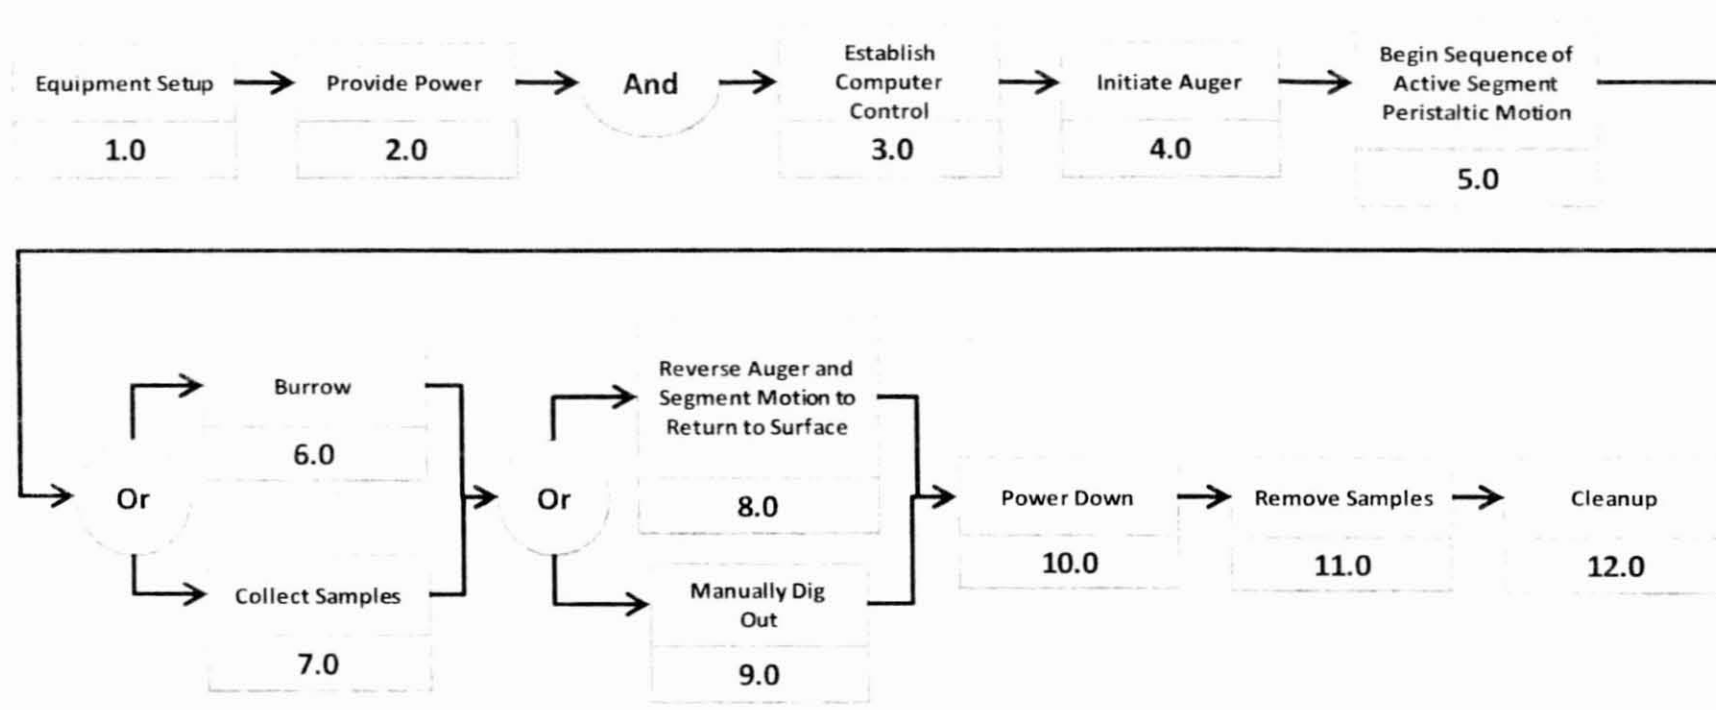 Equipment Setup
1.0
Provide Power
2.0
And
Establish
Computer
Control
3.0
Initiate Auger
4.0
Begin Sequence of
Active Segment
Peristaltic Motion
5.0
Or
Burrow
6.0
Collect Samples
7.0
Or
Reverse Auger and
Segment Motion to
Return to Surface
8.0
Manually Dig
Out
9.0
Power Down
10.0
Remove Samples
11.0
Cleanup
12.0